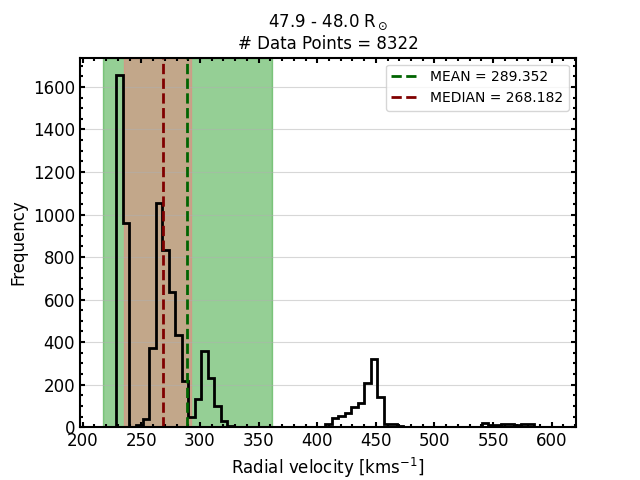 47.9 - 48.0 R⊙
# Data Points = 8322
MEAN = 289.352
MEDIAN = 268.182
Frequency
1600
1400
1200
1000
800
600
400
200
0
200 250 300 350 400 450 500 550 600
Radial velocity [kms⁻¹]